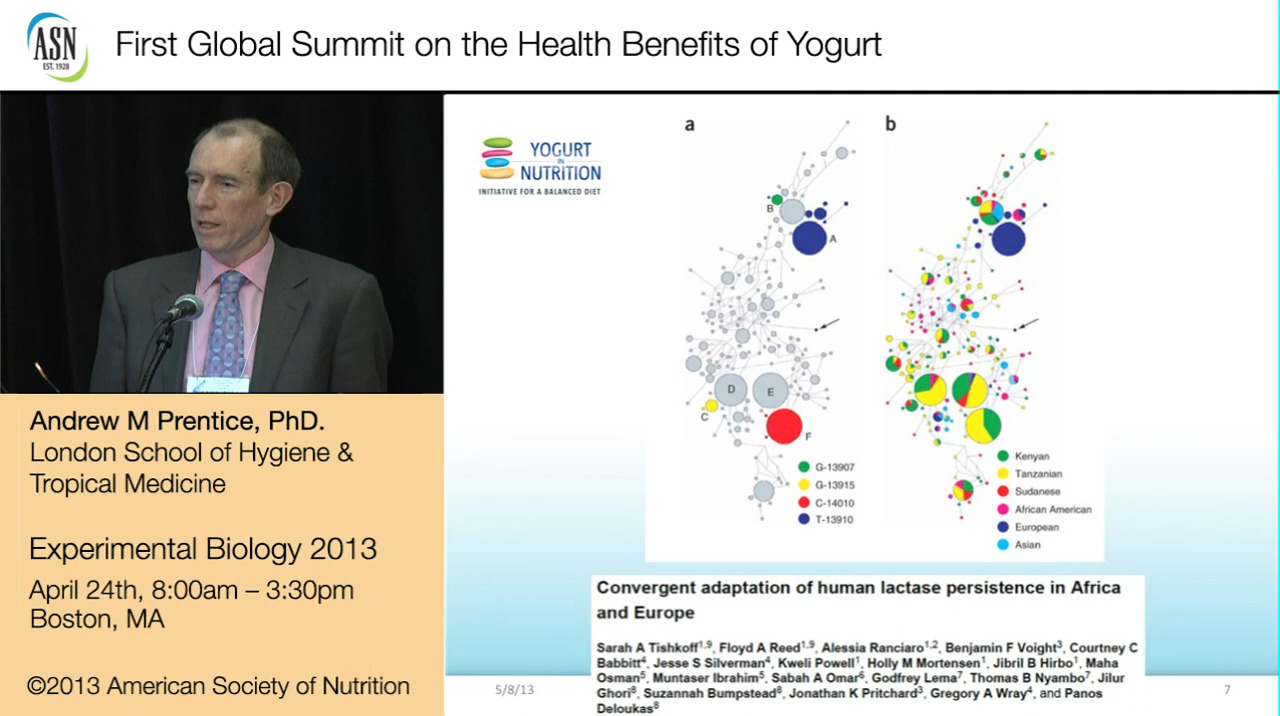 ASN
EST. 1928
First Global Summit on the Health Benefits of Yogurt
YOGURT
IN
NUTRITION
INITIATIVE FOR A BALANCED DIET
a
b
B
A
D
E
C
F
G-13907
G-13915
C-14010
T-13910
Kenyan
Tanzanian
Sudanese
African American
European
Asian
Andrew M Prentice, PhD.
London School of Hygiene &
Tropical Medicine
Experimental Biology 2013
April 24th, 8:00am – 3:30pm
Boston, MA
©2013 American Society of Nutrition
Convergent adaptation of human lactase persistence in Africa
and Europe
Sarah A Tishkoff1,9, Floyd A Reed1,9, Alessia Ranciaro1,2, Benjamin F Voight3, Courtney C
Babbitt4, Jesse S Silverman4, Kweli Powell1, Holly M Mortensen1, Jibril B Hirbo1, Maha
Osman5, Muntaser Ibrahim5, Sabah A Omar6, Godfrey Lema7, Thomas B Nyambo7, Jilur
Ghori8, Suzannah Bumpstead8, Jonathan K Pritchard3, Gregory A Wray4, and Panos
Deloukas8
5/8/13
7